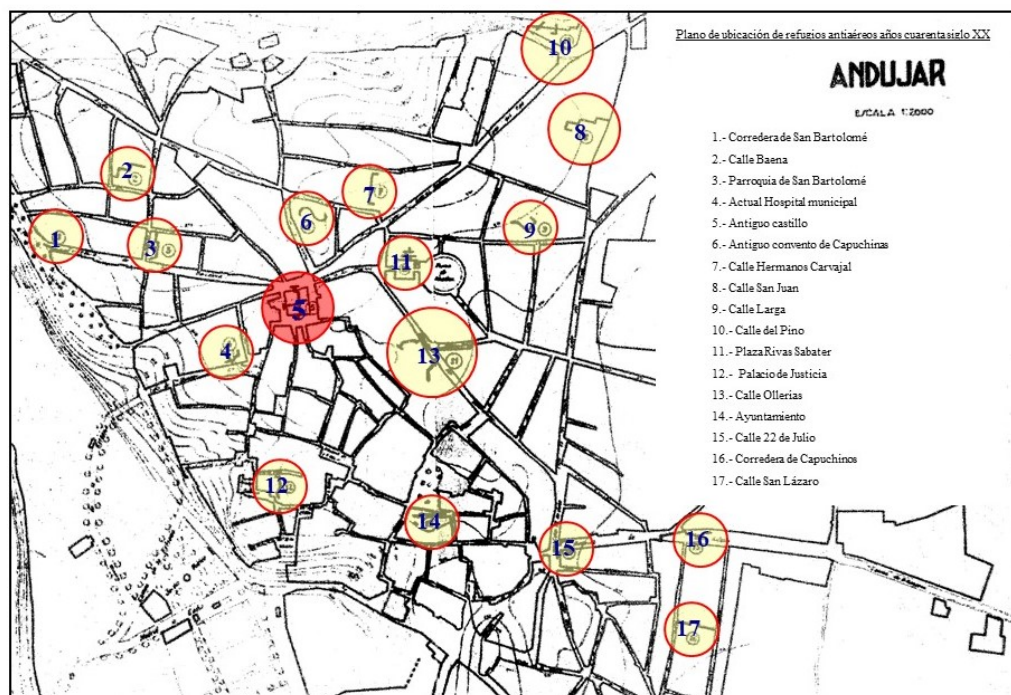 Plano de ubicación de refugios antiaéreos años cuarenta siglo XX
ANDUJAR
ESCALA 1:2000
1.- Corredera de San Bartolomé
2.- Calle Baena
3.- Parroquia de San Bartolomé
4.- Actual Hospital municipal
5.- Antiguo castillo
6.- Antiguo convento de Capuchinas
7.- Calle Hermanos Carvajal
8.- Calle San Juan
9.- Calle Larga
10.- Calle del Pino
11.- Plaza Rivas Sabater
12.- Palacio de Justicia
13.- Calle Ollerías
14.- Ayuntamiento
15.- Calle 22 de Julio
16.- Corredera de Capuchinos
17.- Calle San Lázaro
10
8
2
7
6
9
1
3
11
5
4
13
12
14
15
16
17